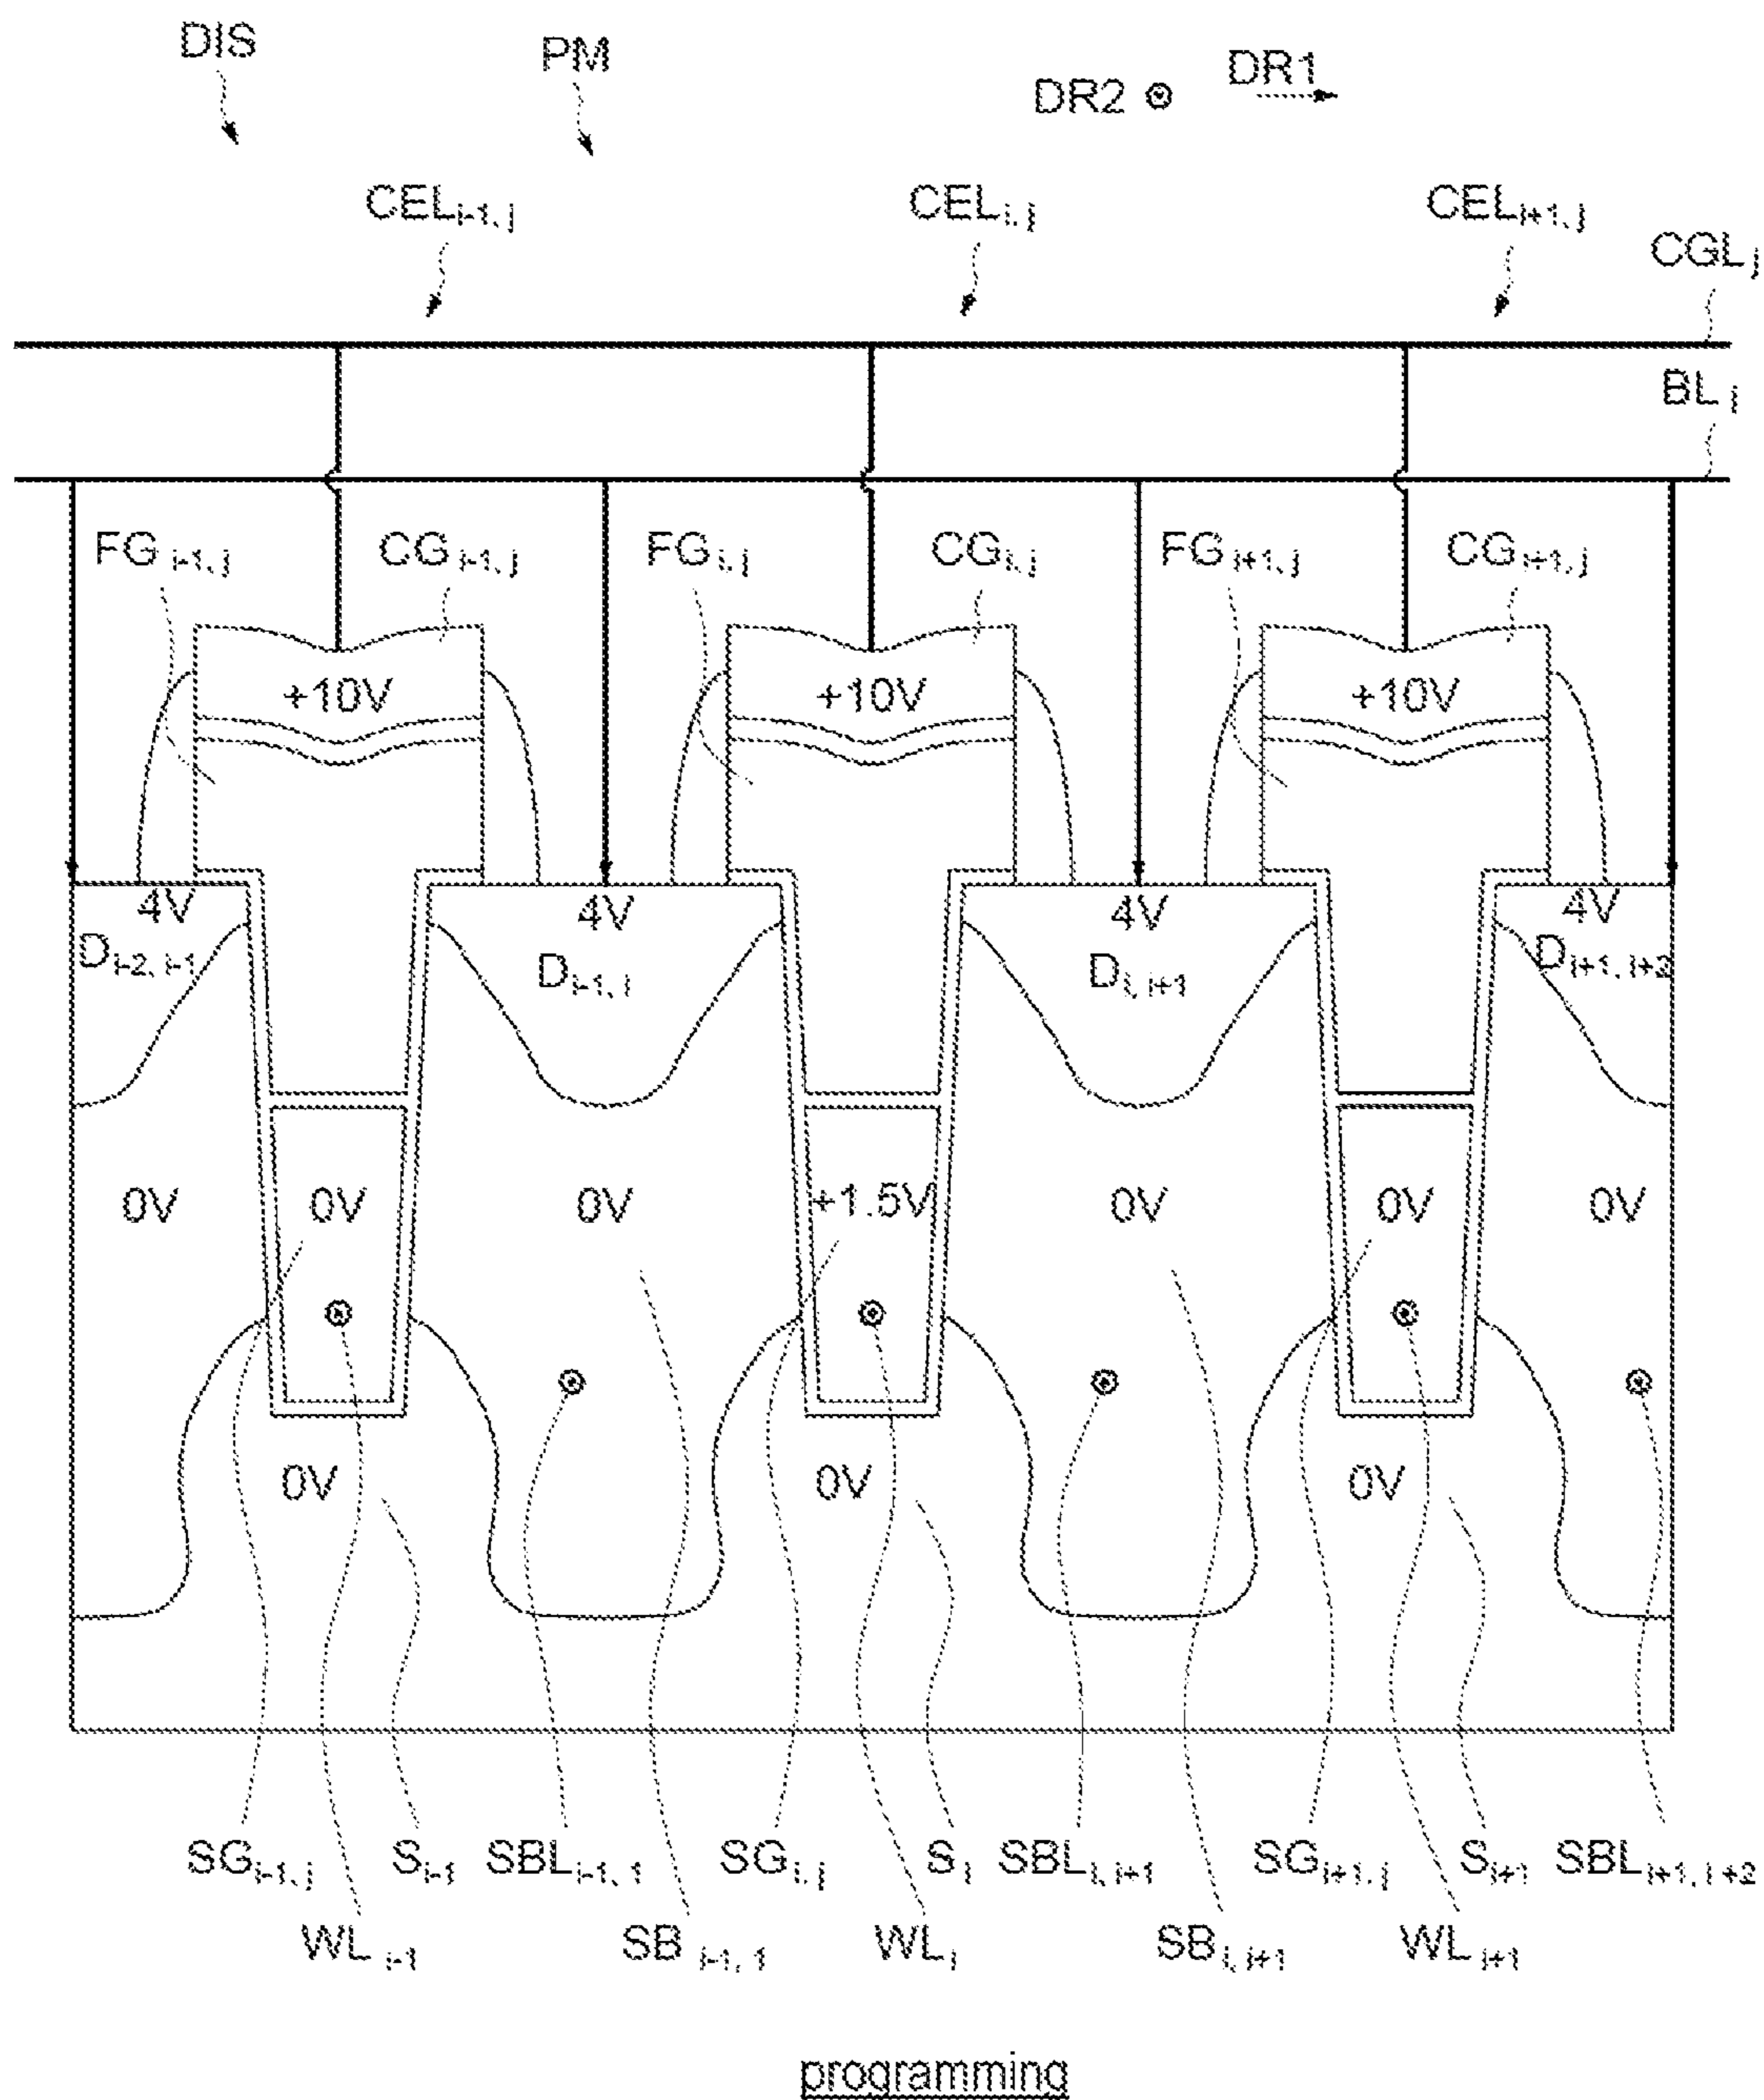 DIS PM DR2 DR1
CEL i-1, j CEL i, j CEL i+1, j
CGL j
BL j
FG i-1, j CG i-1, j FG i, j CG i, j FG i+1, j CG i+1, j
+10V +10V +10V
4V 4V 4V 4V
D i-2, i-1 D i-1, i D i, i+1 D i+1, i+2
0V 0V 0V +1.5V 0V 0V 0V
0V 0V 0V
SG i-1, j S i-1 SBL i-1, 1 SG i, j S i SBL i, i+1 SG i+1, j S i+1 SBL i+1, i+2
WL i-1 SB i-1, 1 WL i SB i, i+1 WL i+1
programming